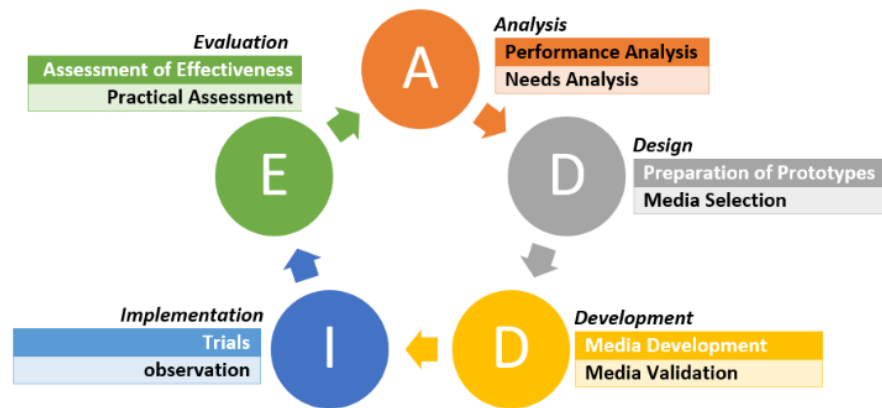 Analysis
A
Performance Analysis
Needs Analysis
Design
D
Preparation of Prototypes
Media Selection
Development
D
Media Development
Media Validation
Implementation
I
Trials
observation
Evaluation
E
Assessment of Effectiveness
Practical Assessment